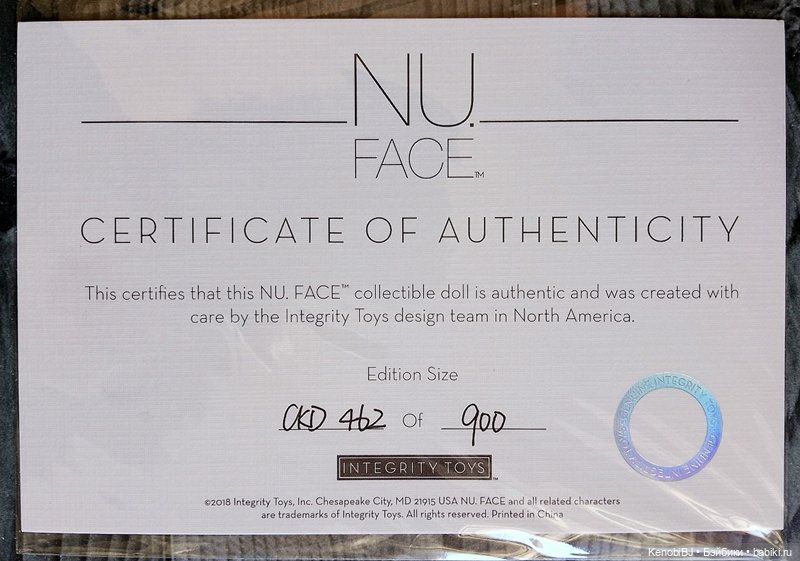 NU.
FACE™
CERTIFICATE OF AUTHENTICITY
This certifies that this NU. FACE™ collectible doll is authentic and was created with
care by the Integrity Toys design team in North America.
Edition Size
CKD 462 Of 900
INTEGRITY TOYS™
©2018 Integrity Toys, Inc. Chesapeake City, MD 21915 USA NU. FACE and all related characters
are trademarks of Integrity Toys. All rights reserved. Printed in China
GENUINE INTEGRITY TOYS
KenobiBJ • Бэйбики • babiki.ru